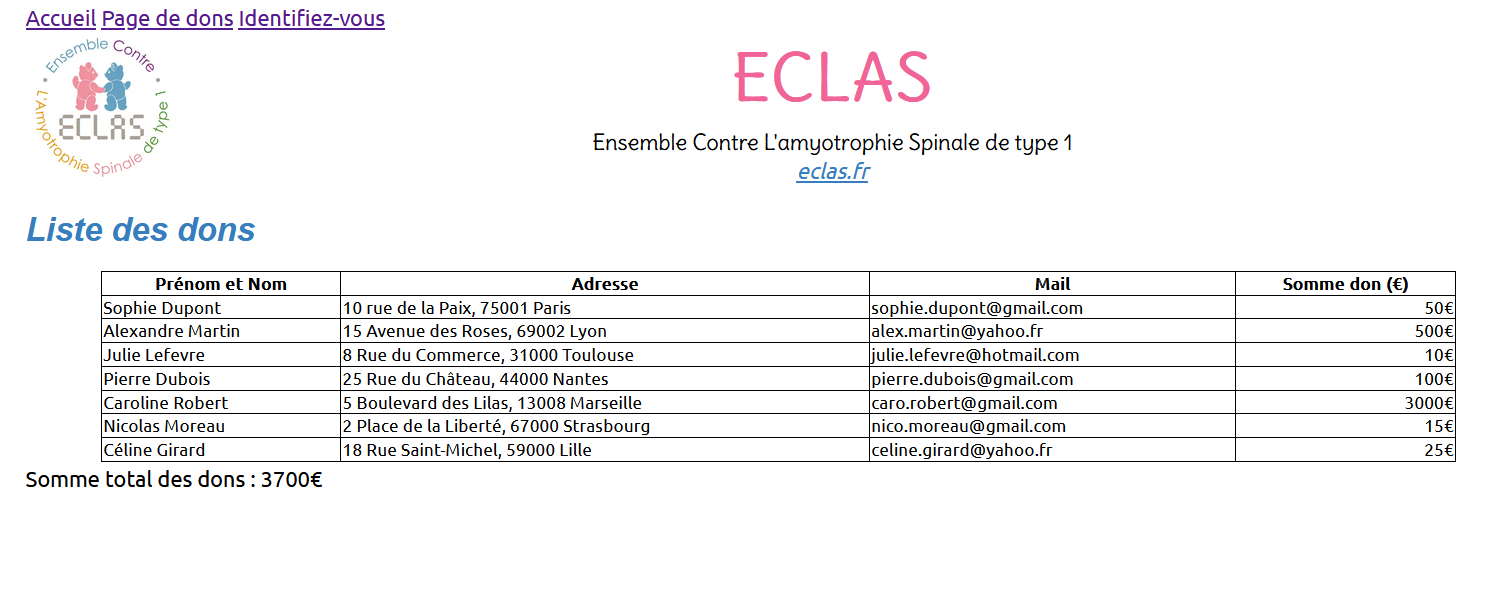 Accueil Page de dons Identifiez-vous
Ensemble Contre
L'Amyotrophie Spinale de type 1
ECLAS
ECLAS
Ensemble Contre L'amyotrophie Spinale de type 1
eclas.fr
Liste des dons
Prénom et Nom Adresse Mail Somme don (€)
Sophie Dupont 10 rue de la Paix, 75001 Paris sophie.dupont@gmail.com 50€
Alexandre Martin 15 Avenue des Roses, 69002 Lyon alex.martin@yahoo.fr 500€
Julie Lefevre 8 Rue du Commerce, 31000 Toulouse julie.lefevre@hotmail.com 10€
Pierre Dubois 25 Rue du Château, 44000 Nantes pierre.dubois@gmail.com 100€
Caroline Robert 5 Boulevard des Lilas, 13008 Marseille caro.robert@gmail.com 3000€
Nicolas Moreau 2 Place de la Liberté, 67000 Strasbourg nico.moreau@gmail.com 15€
Céline Girard 18 Rue Saint-Michel, 59000 Lille celine.girard@yahoo.fr 25€
Somme total des dons : 3700€